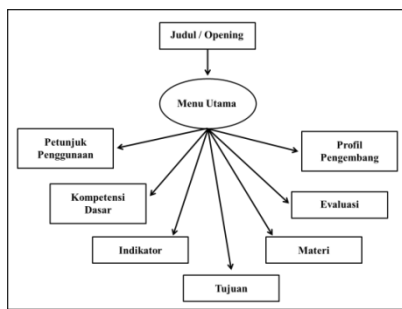 Judul / Opening
Menu Utama
Petunjuk
Penggunaan
Profil
Pengembang
Kompetensi
Dasar
Evaluasi
Indikator
Materi
Tujuan